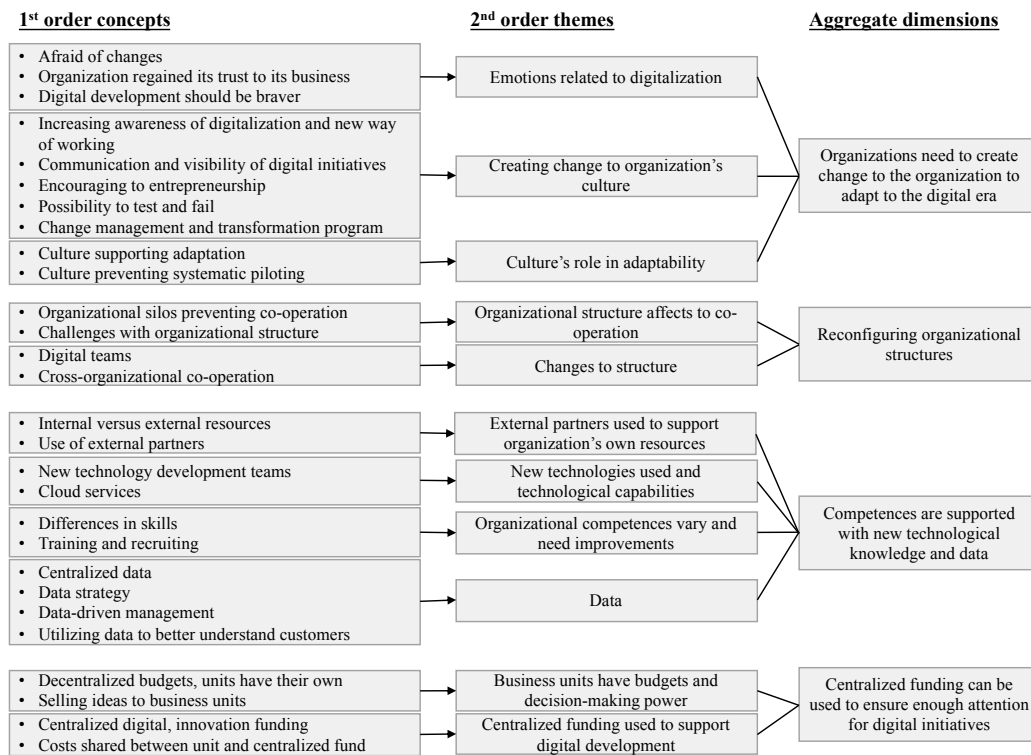 1st order concepts
2nd order themes
Aggregate dimensions
• Afraid of changes
• Organization regained its trust to its business
• Digital development should be braver
Emotions related to digitalization
• Increasing awareness of digitalization and new way
of working
• Communication and visibility of digital initiatives
• Encouraging to entrepreneurship
• Possibility to test and fail
• Change management and transformation program
Creating change to organization's
culture
• Culture supporting adaptation
• Culture preventing systematic piloting
Culture's role in adaptability
Organizations need to create
change to the organization to
adapt to the digital era
• Organizational silos preventing co-operation
• Challenges with organizational structure
Organizational structure affects to co-
operation
• Digital teams
• Cross-organizational co-operation
Changes to structure
Reconfiguring organizational
structures
• Internal versus external resources
• Use of external partners
External partners used to support
organization's own resources
• New technology development teams
• Cloud services
New technologies used and
technological capabilities
• Differences in skills
• Training and recruiting
Organizational competences vary and
need improvements
• Centralized data
• Data strategy
• Data-driven management
• Utilizing data to better understand customers
Data
Competences are supported
with new technological
knowledge and data
• Decentralized budgets, units have their own
• Selling ideas to business units
Business units have budgets and
decision-making power
• Centralized digital, innovation funding
• Costs shared between unit and centralized fund
Centralized funding used to support
digital development
Centralized funding can be
used to ensure enough attention
for digital initiatives